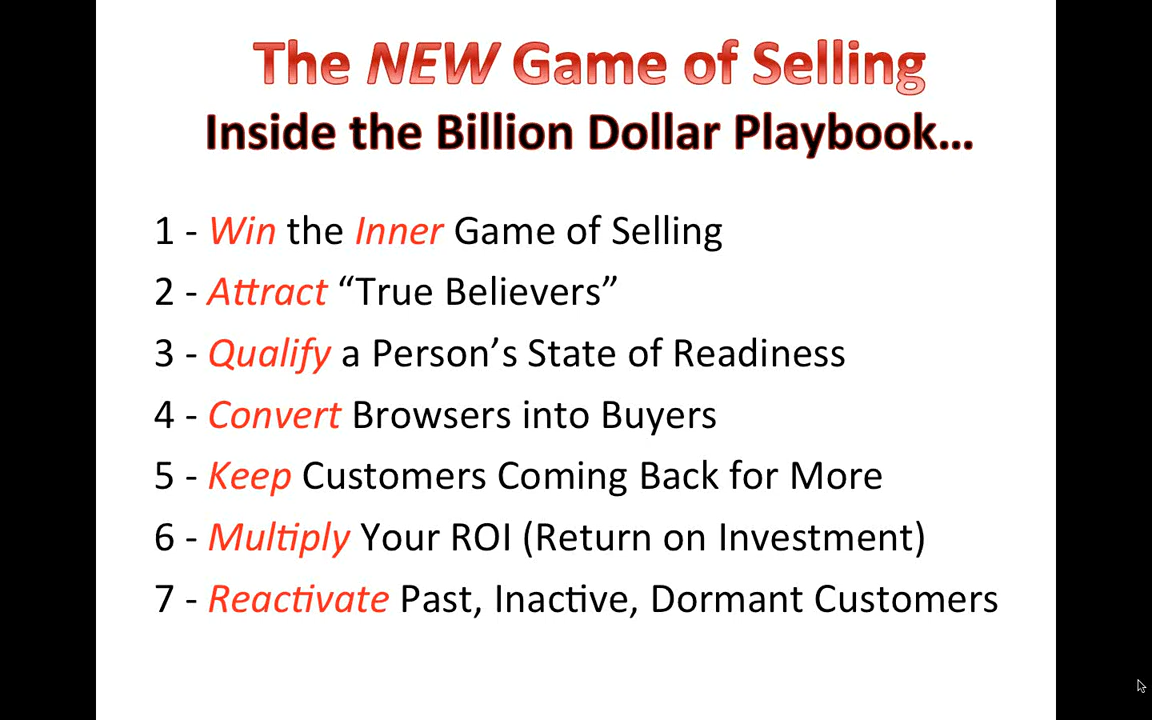 The NEW Game of Selling
Inside the Billion Dollar Playbook...
1 - Win the Inner Game of Selling
2 - Attract “True Believers”
3 - Qualify a Person’s State of Readiness
4 - Convert Browsers into Buyers
5 - Keep Customers Coming Back for More
6 - Multiply Your ROI (Return on Investment)
7 - Reactivate Past, Inactive, Dormant Customers